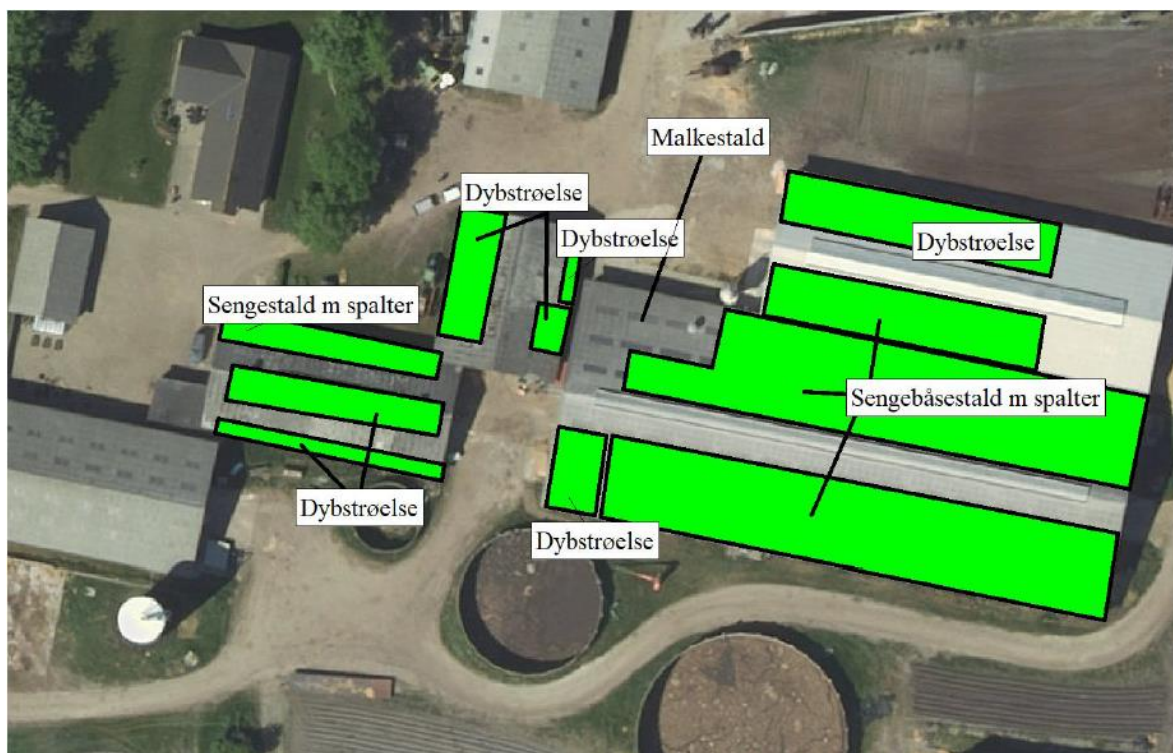 Malkestald
Dybstrøelse
Dybstrøelse
Dybstrøelse
Sengestald m spalter
Sengebåsestald m spalter
Dybstrøelse
Dybstrøelse